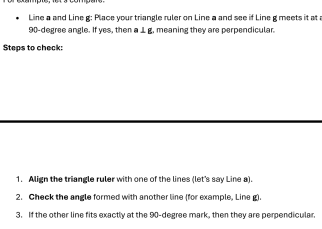 For example, let's compare:
• Line a and Line g: Place your triangle ruler on Line a and see if Line g meets it at a
90-degree angle. If yes, then a ⊥ g, meaning they are perpendicular.
Steps to check:
1. Align the triangle ruler with one of the lines (let's say Line a).
2. Check the angle formed with another line (for example, Line g).
3. If the other line fits exactly at the 90-degree mark, then they are perpendicular.